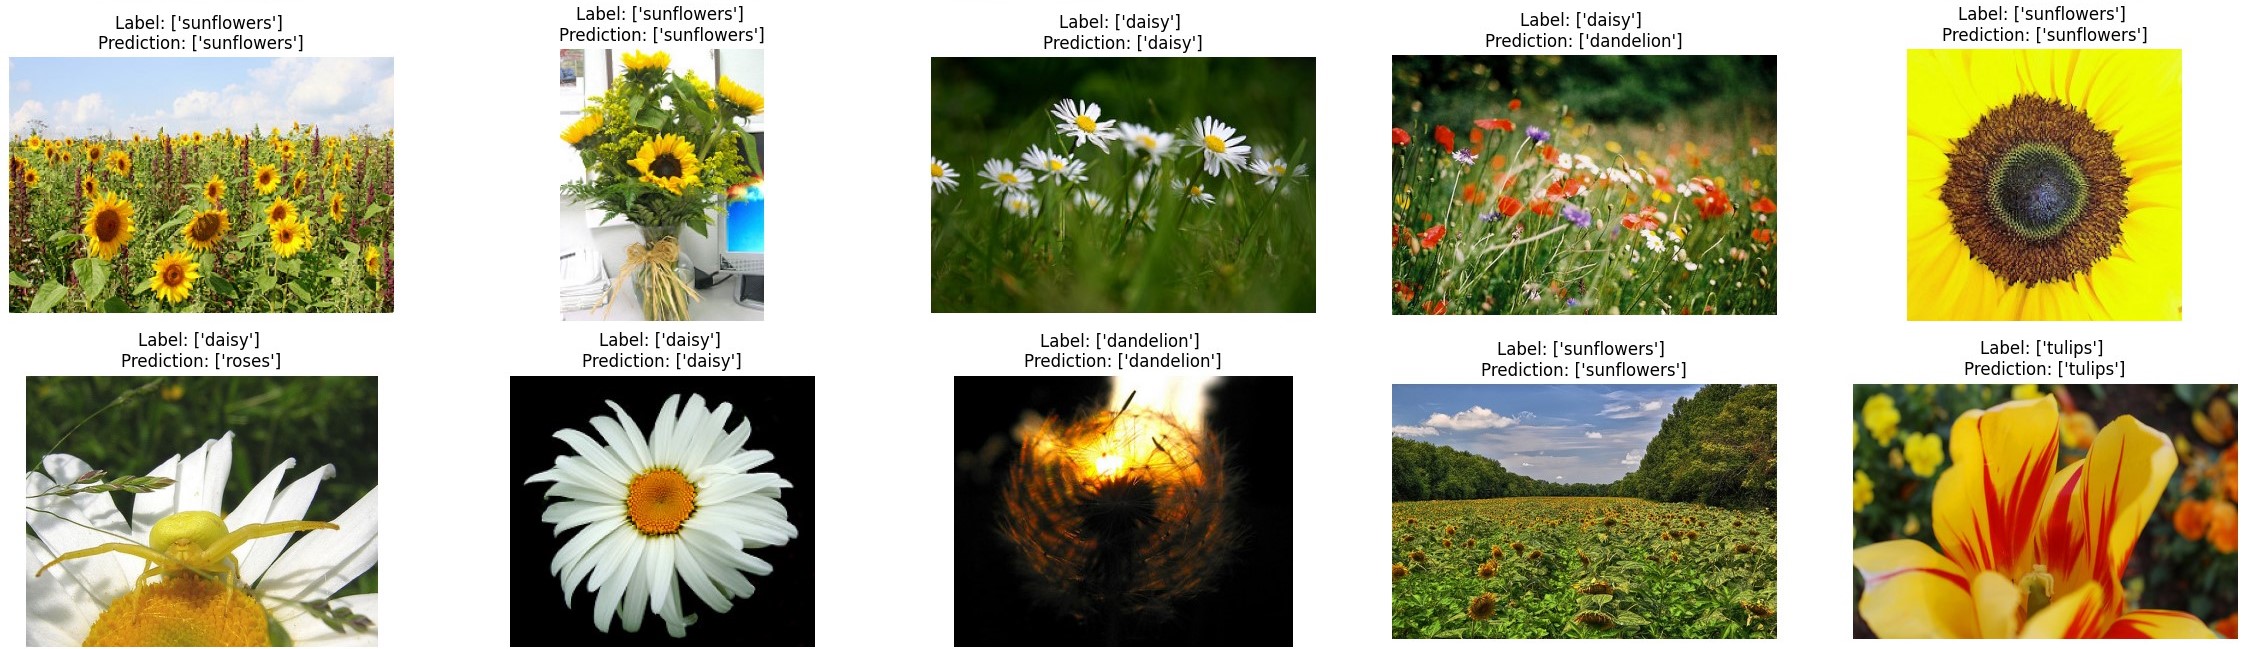 Label: ['sunflowers']
Prediction: ['sunflowers']
Label: ['sunflowers']
Prediction: ['sunflowers']
Label: ['daisy']
Prediction: ['daisy']
Label: ['daisy']
Prediction: ['dandelion']
Label: ['sunflowers']
Prediction: ['sunflowers']
Label: ['daisy']
Prediction: ['roses']
Label: ['daisy']
Prediction: ['daisy']
Label: ['dandelion']
Prediction: ['dandelion']
Label: ['sunflowers']
Prediction: ['sunflowers']
Label: ['tulips']
Prediction: ['tulips']